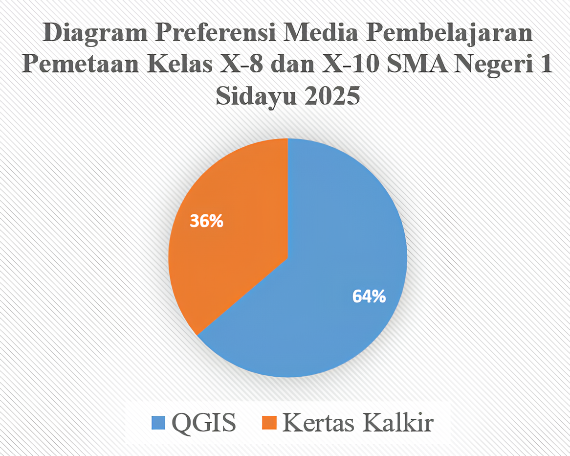 Diagram Preferensi Media Pembelajaran
Pemetaan Kelas X-8 dan X-10 SMA Negeri 1
Sidayu 2025
36%
64%
QGIS Kertas Kalkir